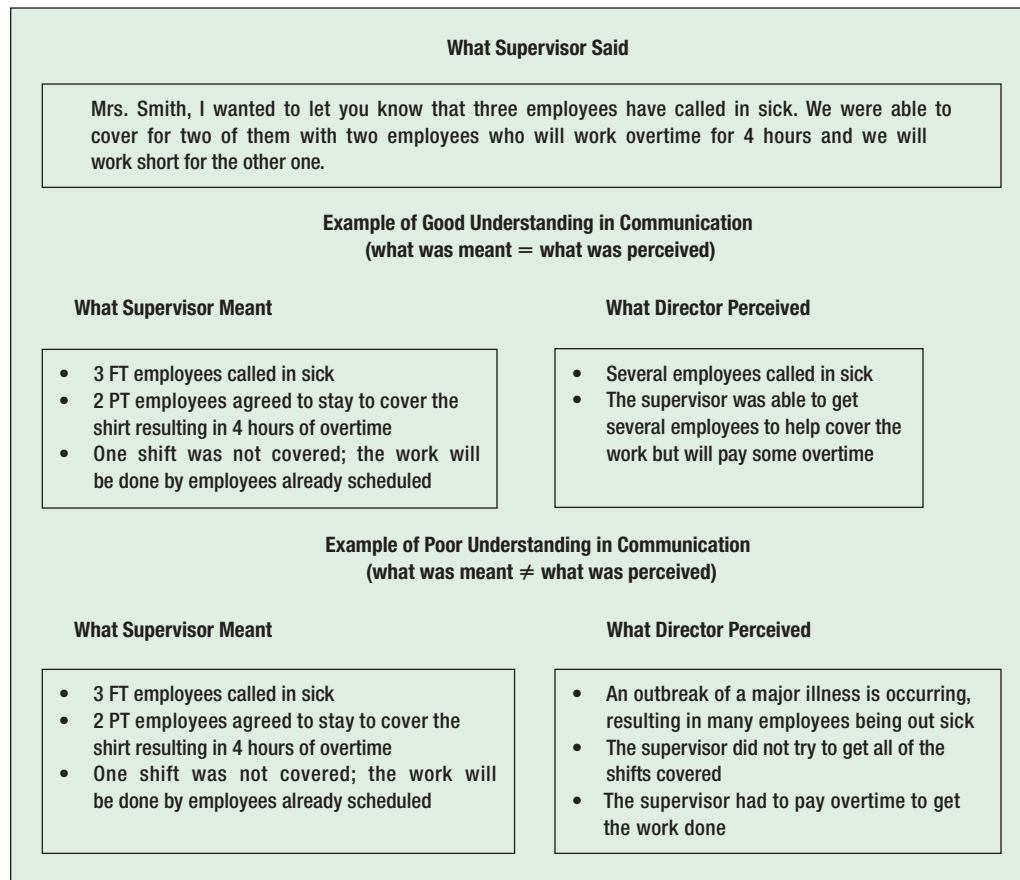 What Supervisor Said
Mrs. Smith, I wanted to let you know that three employees have called in sick. We were able to
cover for two of them with two employees who will work overtime for 4 hours and we will
work short for the other one.
Example of Good Understanding in Communication
(what was meant = what was perceived)
What Supervisor Meant
• 3 FT employees called in sick
• 2 PT employees agreed to stay to cover the
shirt resulting in 4 hours of overtime
• One shift was not covered; the work will
be done by employees already scheduled
What Director Perceived
• Several employees called in sick
• The supervisor was able to get
several employees to help cover the
work but will pay some overtime
Example of Poor Understanding in Communication
(what was meant ≠ what was perceived)
What Supervisor Meant
• 3 FT employees called in sick
• 2 PT employees agreed to stay to cover the
shirt resulting in 4 hours of overtime
• One shift was not covered; the work will
be done by employees already scheduled
What Director Perceived
• An outbreak of a major illness is occurring,
resulting in many employees being out sick
• The supervisor did not try to get all of the
shifts covered
• The supervisor had to pay overtime to get
the work done